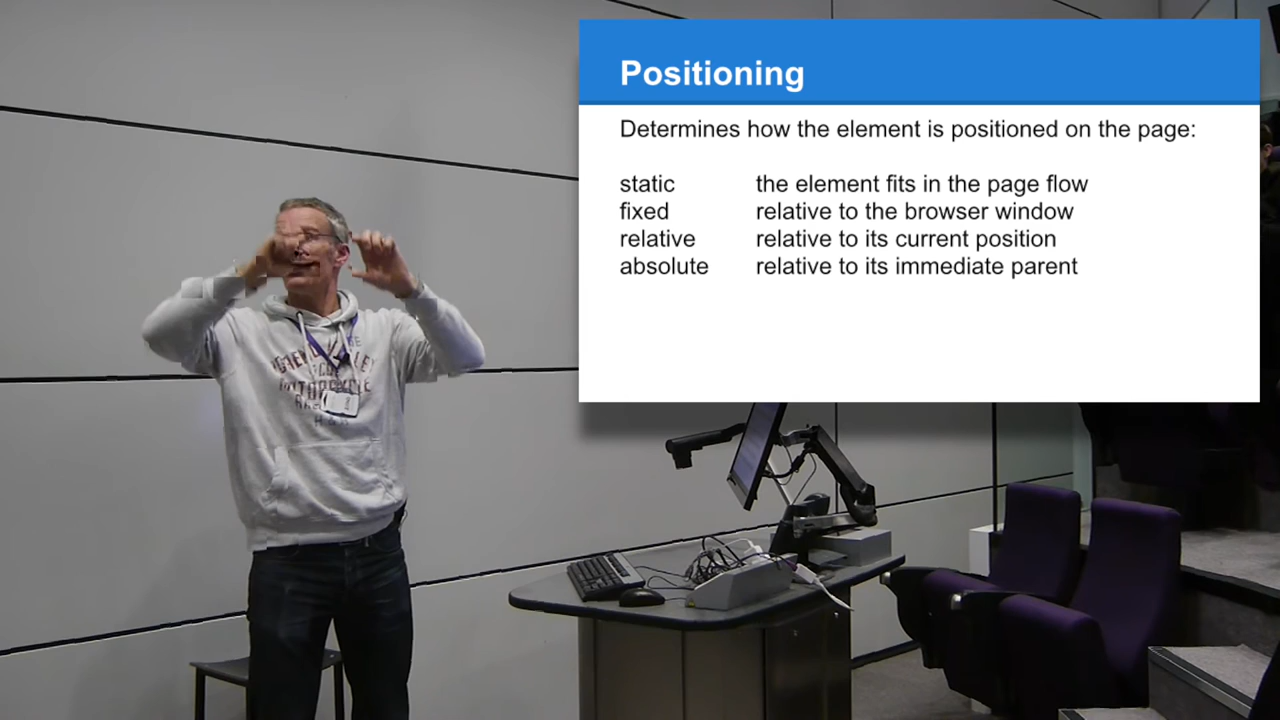 Positioning
Determines how the element is positioned on the page:
static the element fits in the page flow
fixed relative to the browser window
relative relative to its current position
absolute relative to its immediate parent
MOTORCYCLE